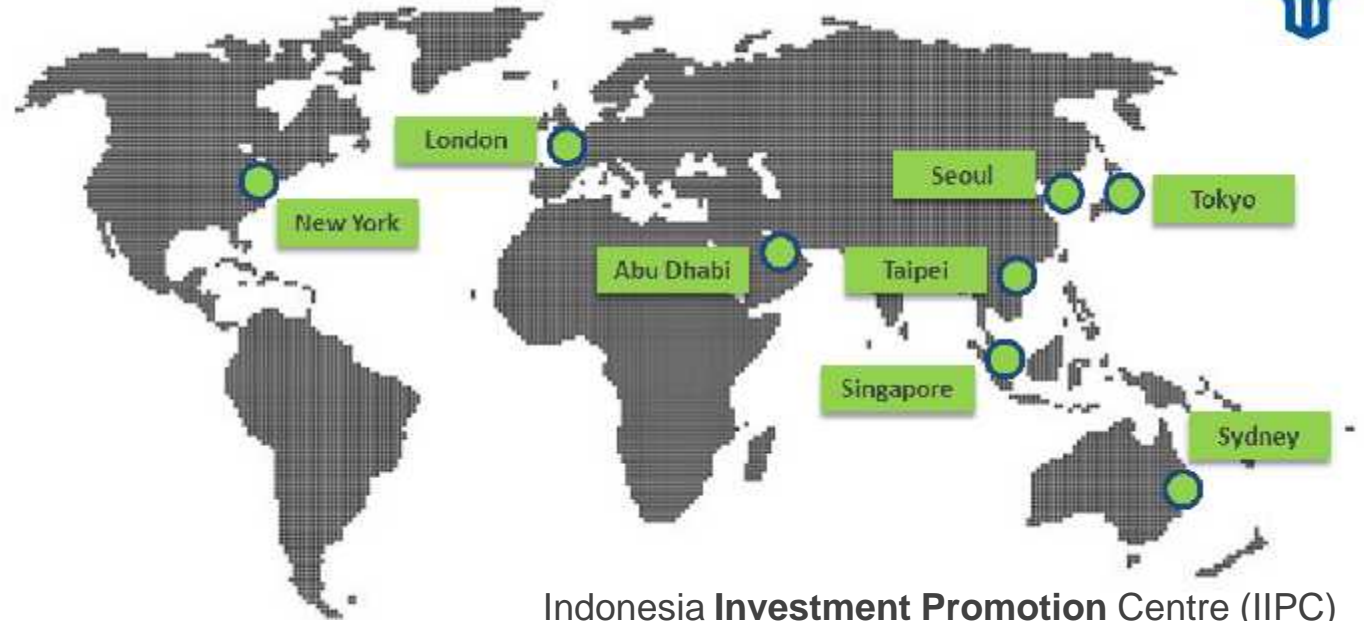 London
Seoul
Tokyo
New York
Abu Dhabi
Taipei
Singapore
Sydney
Indonesia Investment Promotion Centre (IIPC)